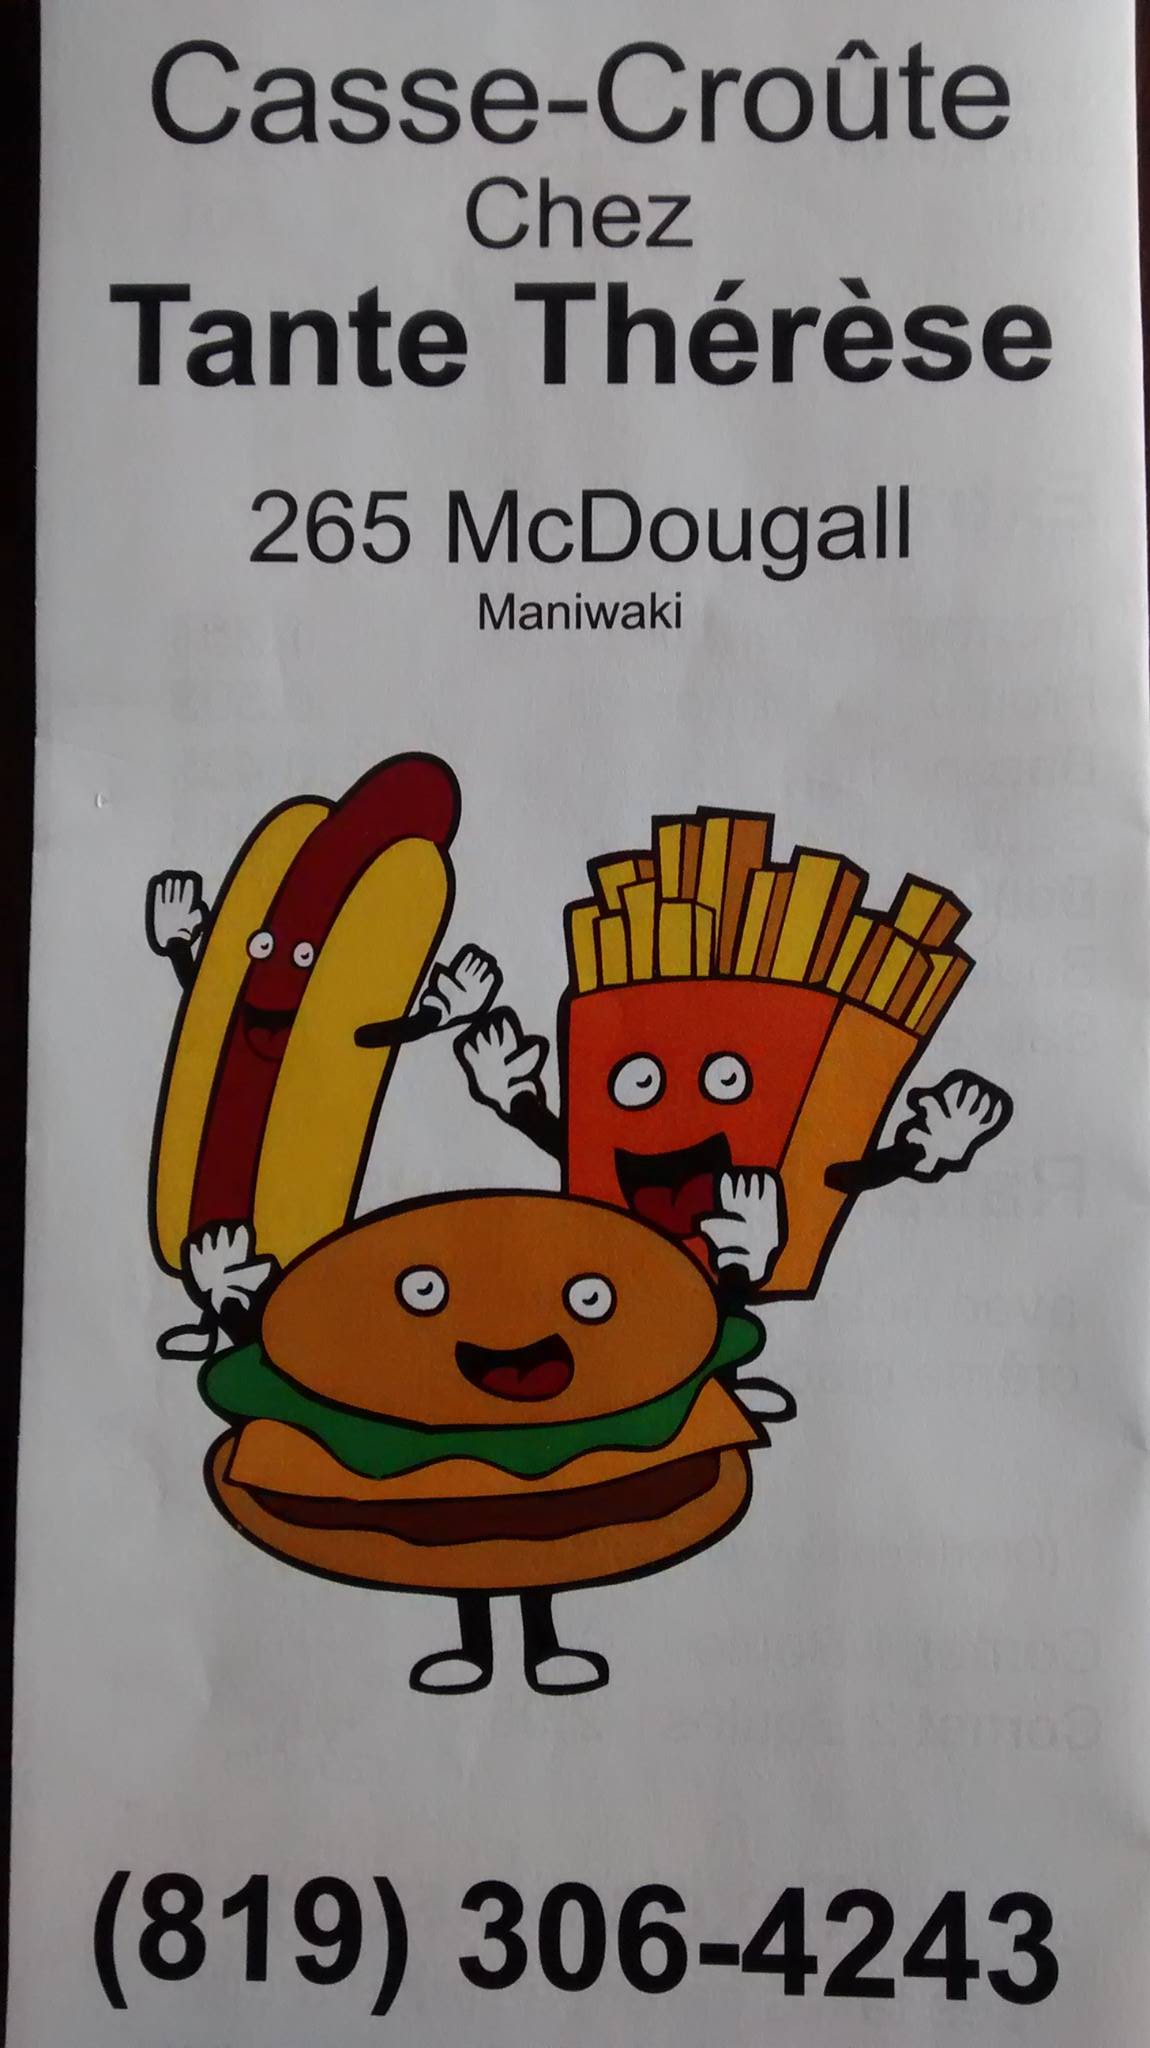 Casse-Croûte
Chez
Tante Thérèse
265 McDougall
Maniwaki
(819) 306-4243